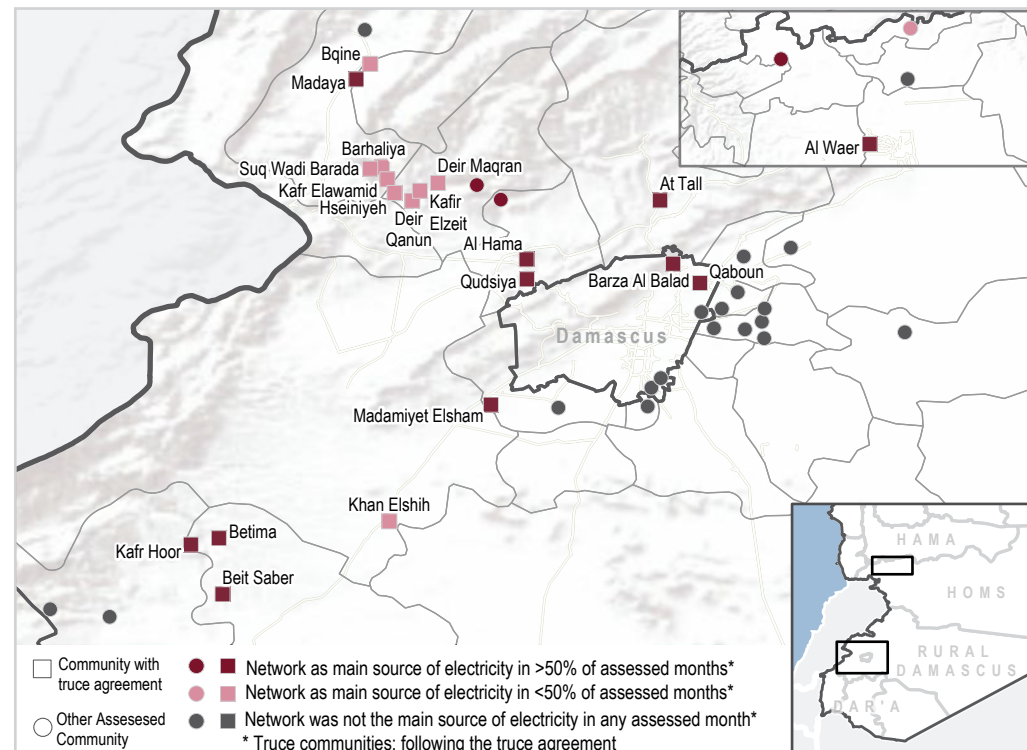 Bqine
Madaya
Al Waer
Barhaliya
Suq Wadi Barada
Deir Maqran
Kafr Elawamid
Hseiniyeh
Kafir
Elzeit
Deir
Qanun
At Tall
Al Hama
Qudsiya
Barza Al Balad
Qaboun
Damascus
Madamiyet Elsham
Khan Elshih
Betima
Kafr Hoor
Beit Saber
HAMA
HOMS
RURAL
DAMASCUS
DAR'A
Community with
truce agreement
Other Assesesed
Community
Network as main source of electricity in >50% of assessed months*
Network as main source of electricity in <50% of assessed months*
Network was not the main source of electricity in any assessed month*
* Truce communities: following the truce agreement